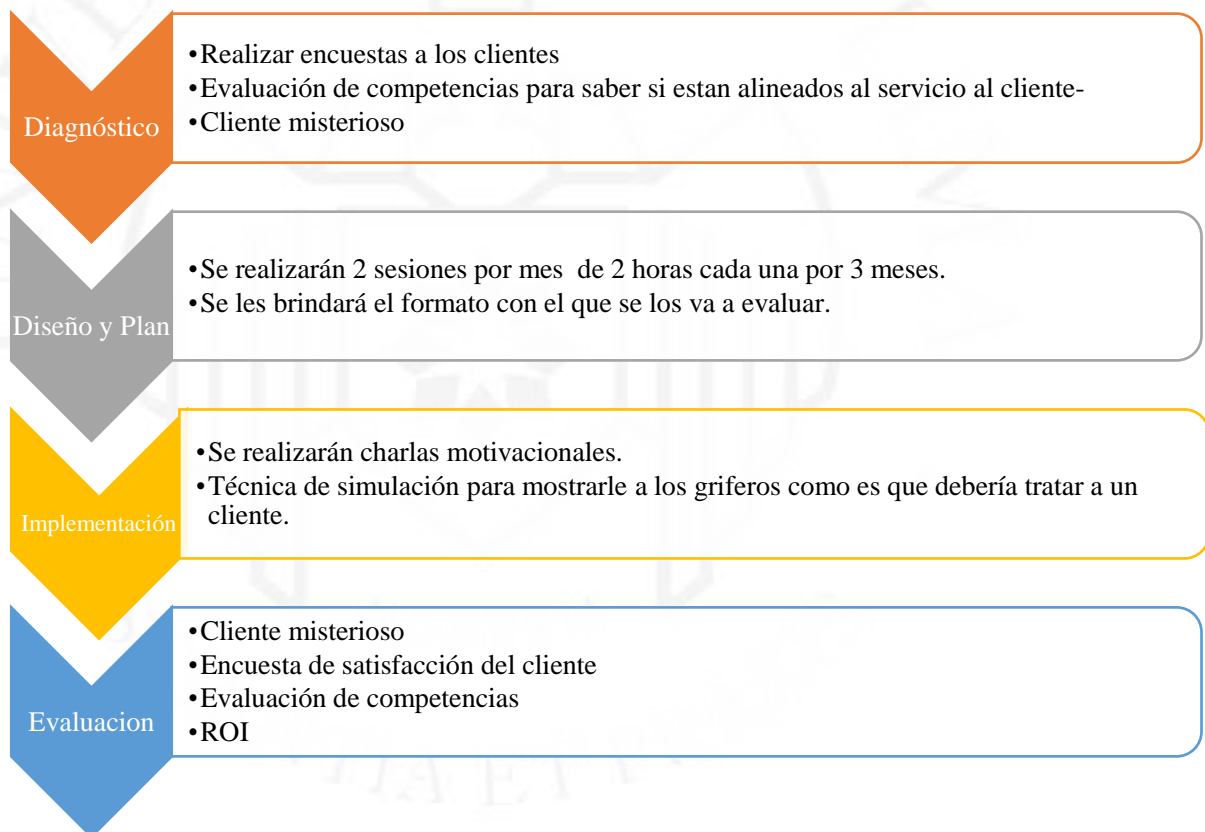 Diagnóstico
•Realizar encuestas a los clientes
•Evaluación de competencias para saber si estan alineados al servicio al cliente-
•Cliente misterioso
Diseño y Plan
•Se realizarán 2 sesiones por mes de 2 horas cada una por 3 meses.
•Se les brindará el formato con el que se los va a evaluar.
Implementación
•Se realizarán charlas motivacionales.
•Técnica de simulación para mostrarle a los griferos como es que debería tratar a un
cliente.
Evaluacion
•Cliente misterioso
•Encuesta de satisfacción del cliente
•Evaluación de competencias
•ROI